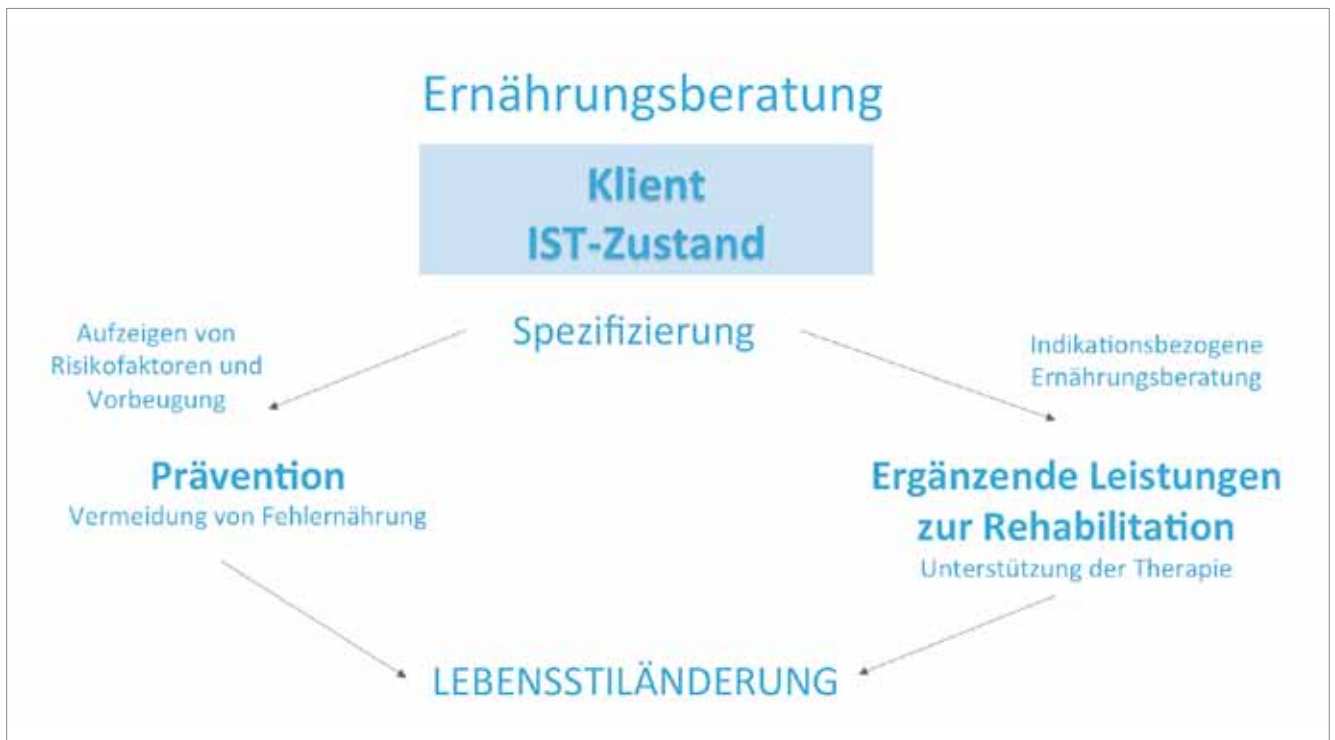 Ernährungsberatung
Klient
IST-Zustand
Spezifizierung
Aufzeigen von
Risikofaktoren und
Vorbeugung
Indikationsbezogene
Ernährungsberatung
Prävention
Vermeidung von Fehlernährung
Ergänzende Leistungen
zur Rehabilitation
Unterstützung der Therapie
LEBENSSTILÄNDERUNG